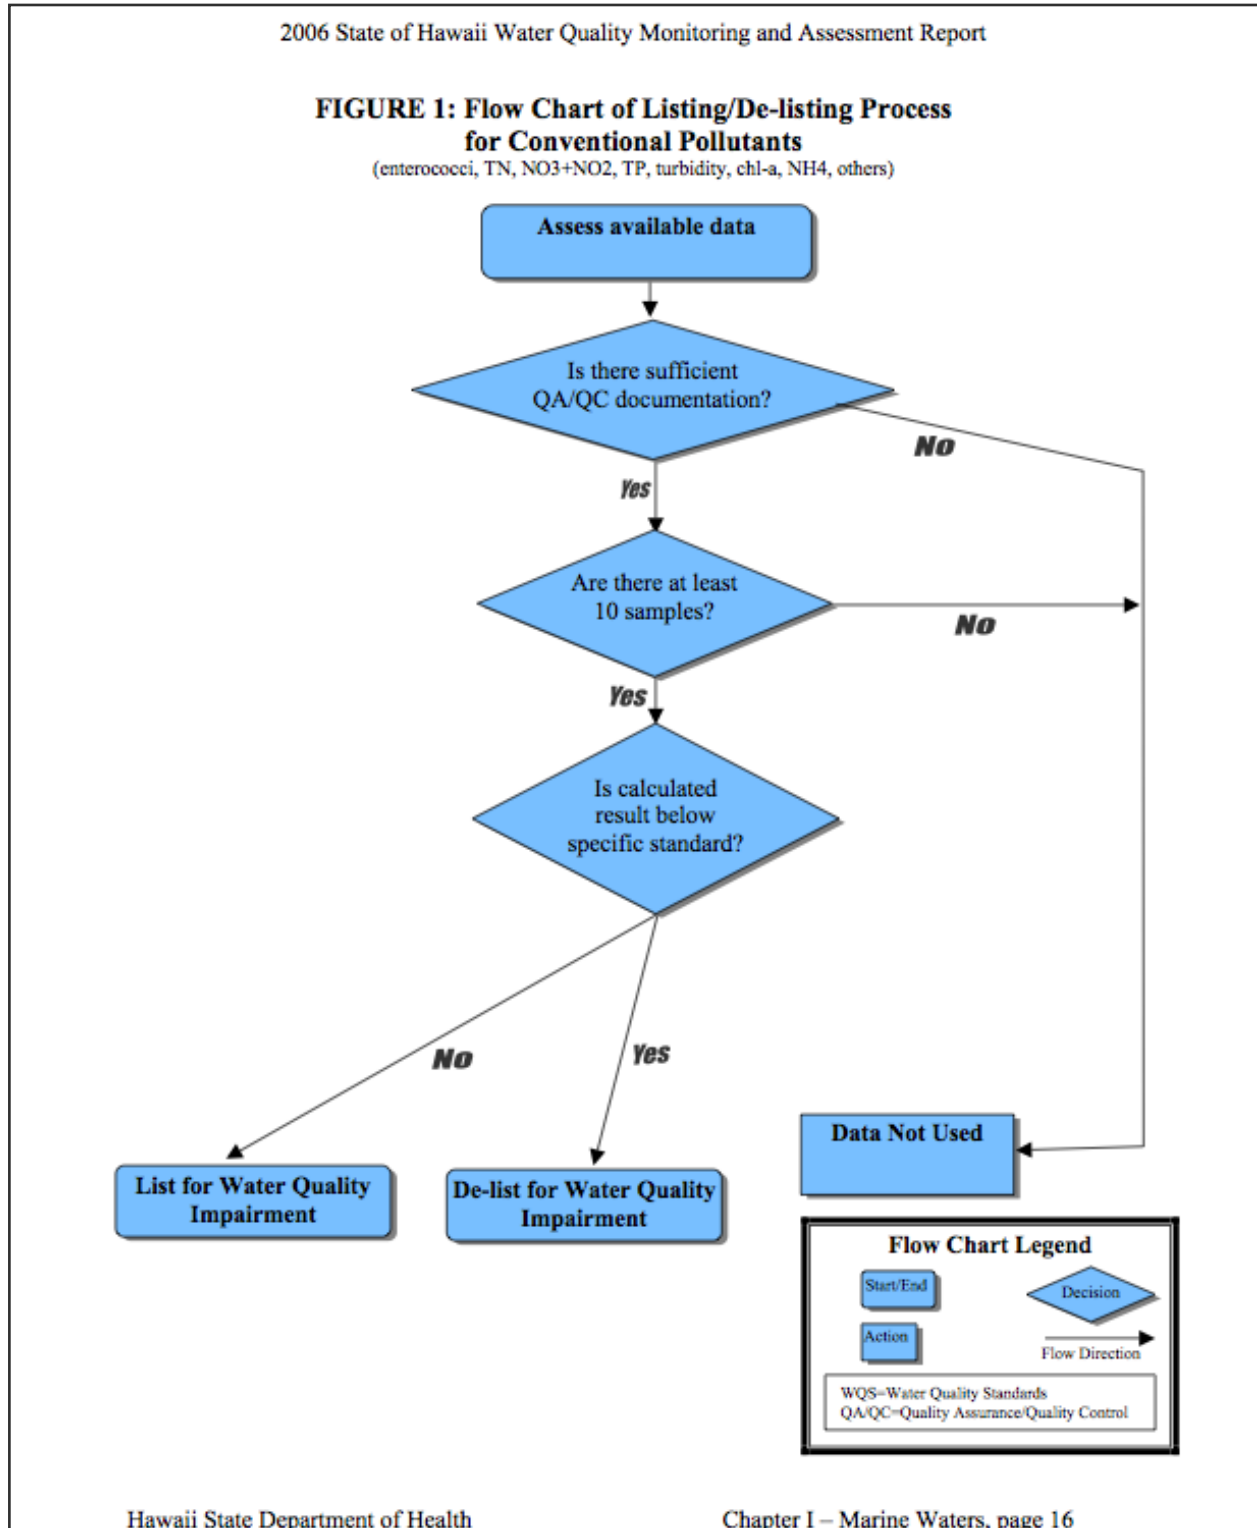 2006 State of Hawaii Water Quality Monitoring and Assessment Report
FIGURE 1: Flow Chart of Listing/De-listing Process
for Conventional Pollutants
(enterococci, TN, NO3+NO2, TP, turbidity, chl-a, NH4, others)
Assess available data
Is there sufficient
QA/QC documentation?
No
Yes
Are there at least
10 samples?
No
Yes
Is calculated
result below
specific standard?
No
Yes
Data Not Used
List for Water Quality
Impairment
De-list for Water Quality
Impairment
Flow Chart Legend
Start/End
Decision
Action
Flow Direction
WQS=Water Quality Standards
QA/QC=Quality Assurance/Quality Control
Hawaii State Department of Health
Chapter I – Marine Waters, page 16